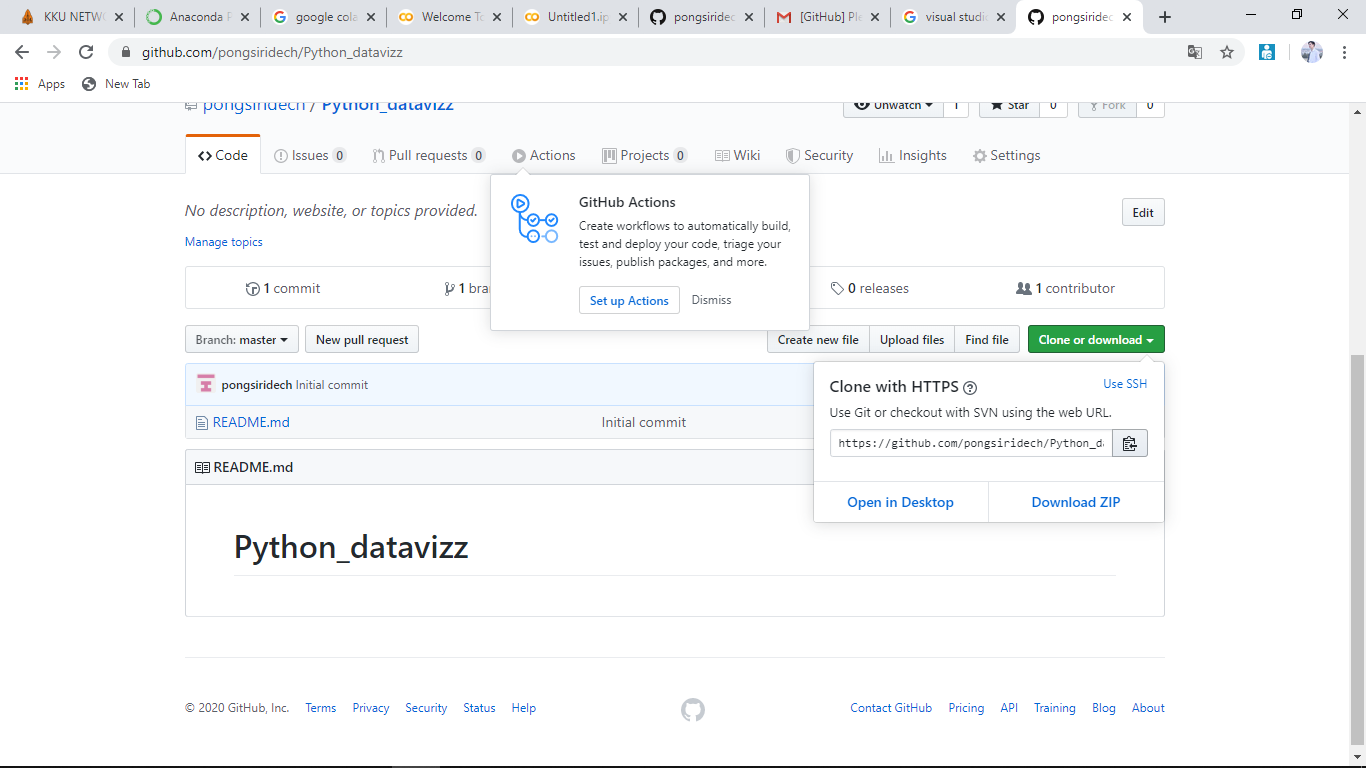 KKU NETWO
Anaconda P
google cola
Welcome To
Untitled1.ip
pongsiridec
[GitHub] Ple
visual studio
pongsiridec
github.com/pongsiridech/Python_datavizz
Apps
New Tab
pongsiridech / Python_datavizz
Unwatch 1
Star 0
Fork 0
Code
Issues 0
Pull requests 0
Actions
Projects 0
Wiki
Security
Insights
Settings
No description, website, or topics provided.
Edit
Manage topics
GitHub Actions
Create workflows to automatically build,
test and deploy your code, triage your
issues, publish packages, and more.
Set up Actions
Dismiss
1 commit
1 bra
0 releases
1 contributor
Branch: master
New pull request
Create new file
Upload files
Find file
Clone or download
pongsiridech Initial commit
README.md
Initial commit
Clone with HTTPS
Use SSH
Use Git or checkout with SVN using the web URL.
https://github.com/pongsiridech/Python_da
Open in Desktop
Download ZIP
README.md
Python_datavizz
© 2020 GitHub, Inc.
Terms
Privacy
Security
Status
Help
Contact GitHub
Pricing
API
Training
Blog
About